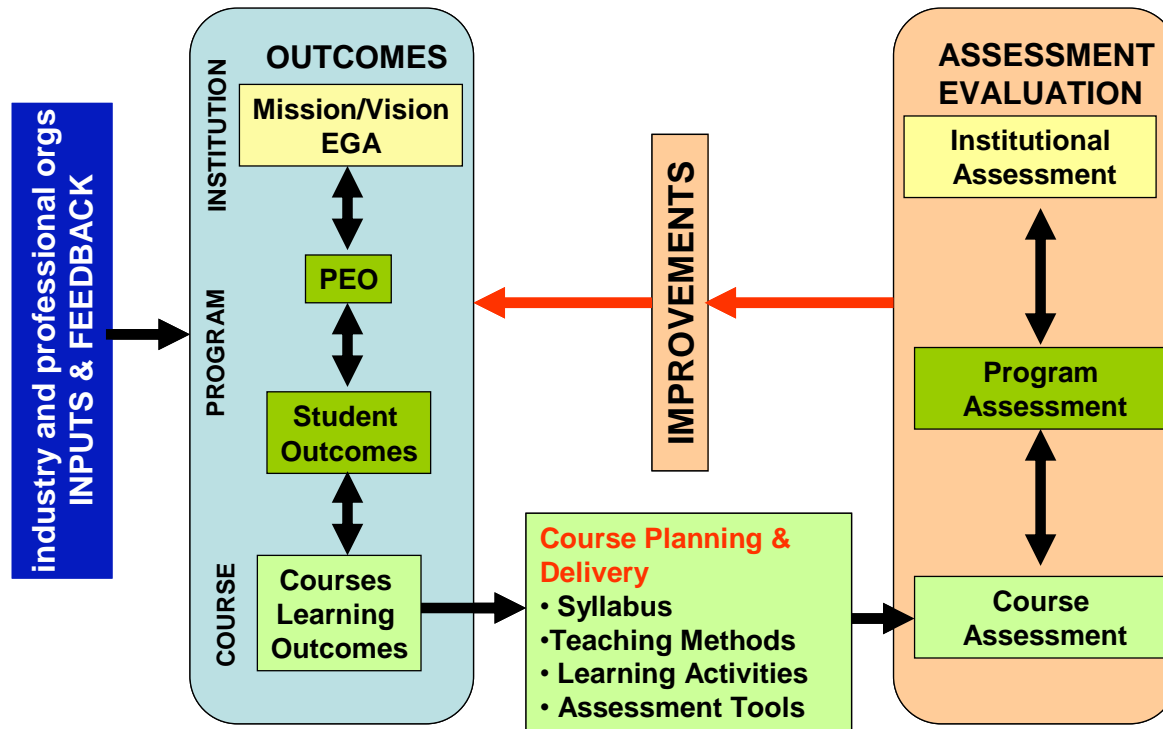 industry and professional orgs
INPUTS & FEEDBACK
OUTCOMES
INSTITUTION
Mission/Vision
EGA
PROGRAM
PEO
Student
Outcomes
COURSE
Courses
Learning
Outcomes
Course Planning &
Delivery
• Syllabus
•Teaching Methods
• Learning Activities
• Assessment Tools
IMPROVEMENTS
ASSESSMENT
EVALUATION
Institutional
Assessment
Program
Assessment
Course
Assessment